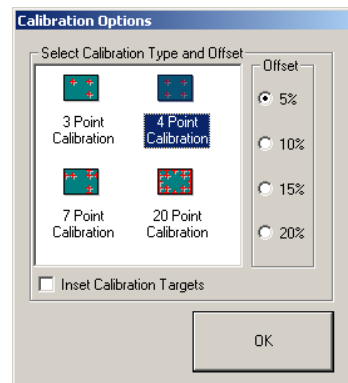 Calibration Options
Select Calibration Type and Offset
Offset
3 Point
Calibration
4 Point
Calibration
7 Point
Calibration
20 Point
Calibration
5%
10%
15%
20%
Inset Calibration Targets
OK